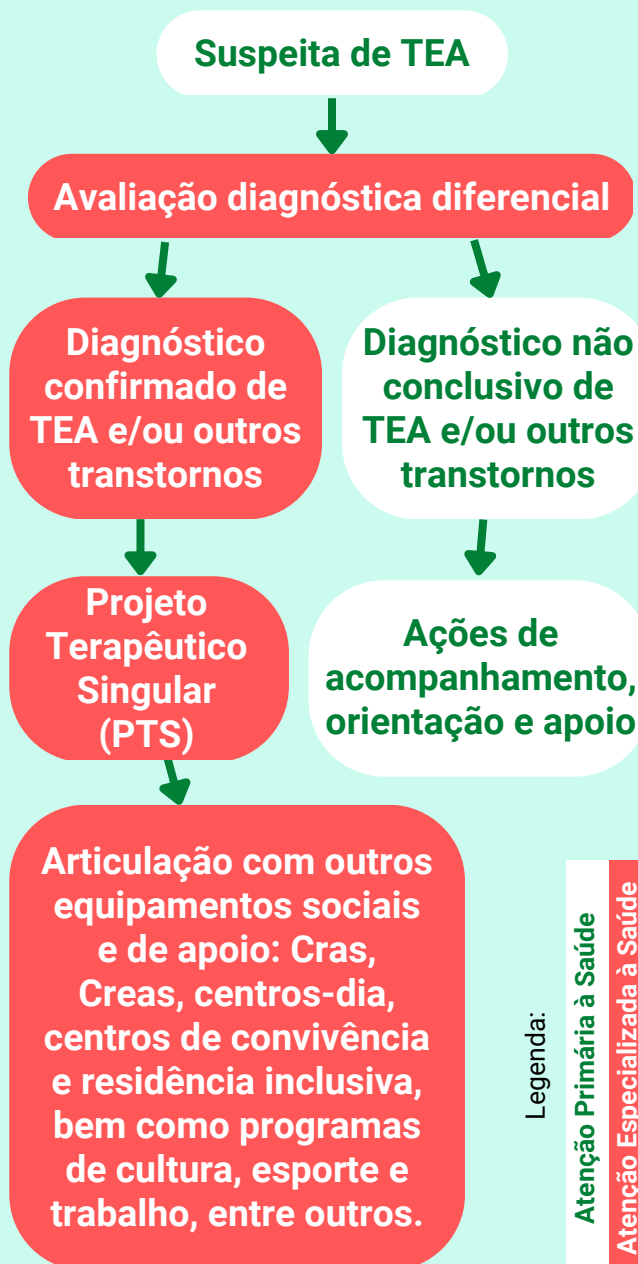 Suspeita de TEA
Avaliação diagnóstica diferencial
Diagnóstico
confirmado de
TEA e/ou outros
transtornos
Diagnóstico não
conclusivo de
TEA e/ou outros
transtornos
Projeto
Terapêutico
Singular
(PTS)
Ações de
acompanhamento,
orientação e apoio
Articulação com outros
equipamentos sociais
e de apoio: Cras,
Creas, centros-dia,
centros de convivência
e residência inclusiva,
bem como programas
de cultura, esporte e
trabalho, entre outros.
Legenda:
Atenção Primária à Saúde
Atenção Especializada à Saúde